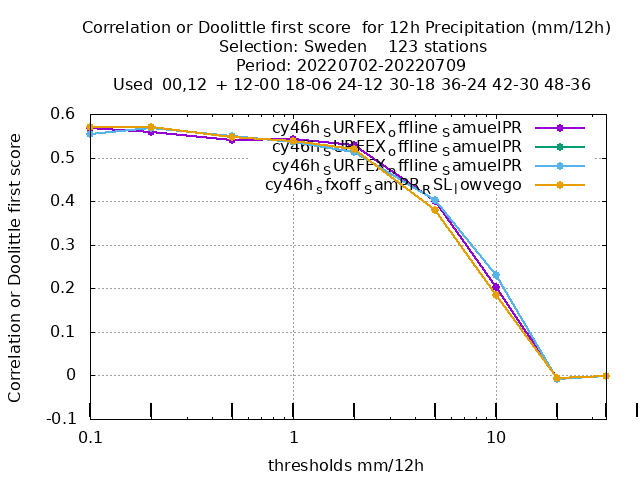 Correlation or Doolittle first score  for 12h Precipitation (mm/12h)
Selection: Sweden    123 stations
Period: 20220702-20220709
Used  00,12  + 12-00 18-06 24-12 30-18 36-24 42-30 48-36
Correlation or Doolittle first score
0.6
0.5
0.4
0.3
0.2
0.1
0
-0.1
cy46h_SURFEX_offline_SamuelPR
cy46h_SURFEX_offline_SamuelPR
cy46h_SURFEX_offline_SamuelPR
cy46h_sfxoff_SamPR_RSL_lowvego
0.1 1 10
thresholds mm/12h